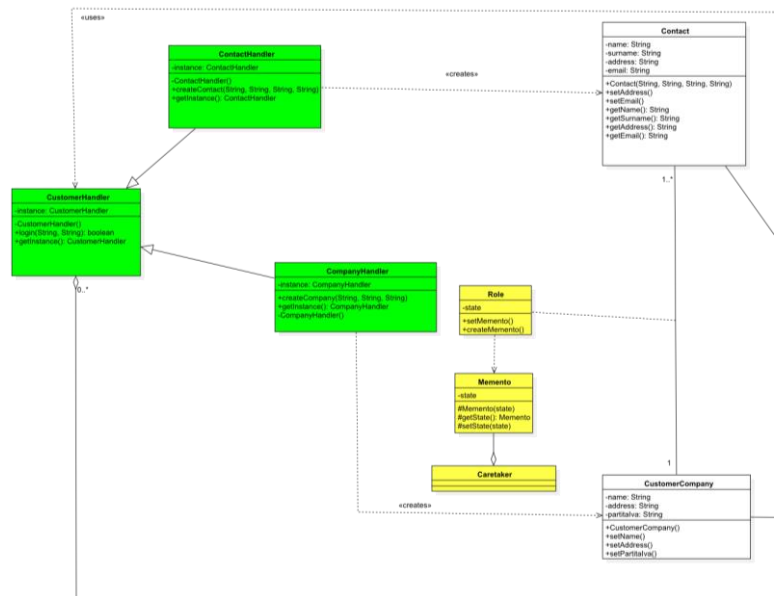 «uses»
ContactHandler
-instance: ContactHandler
-ContactHandler()
+createContact(String, String, String, String)
+getInstance(): ContactHandler
«creates»
Contact
-name: String
-surname: String
-address: String
-email: String
+Contact(String, String, String, String)
+setAddress()
+setEmail()
+getName(): String
+getSurname(): String
+getAddress(): String
+getEmail(): String
1..*
CustomerHandler
-instance: CustomerHandler
-CustomerHandler()
+login(String, String): boolean
+getInstance(): CustomerHandler
0..*
CompanyHandler
-instance: CompanyHandler
+createCompany(String, String, String)
+getInstance(): CompanyHandler
-CompanyHandler()
Role
-state
+setMemento()
+createMemento()
Memento
-state
#Memento(state)
#getState(): Memento
#setState(state)
Caretaker
«creates»
1
CustomerCompany
-name: String
-address: String
-partitaIva: String
+CustomerCompany()
+setName()
+setAddress()
+setPartitaIva()